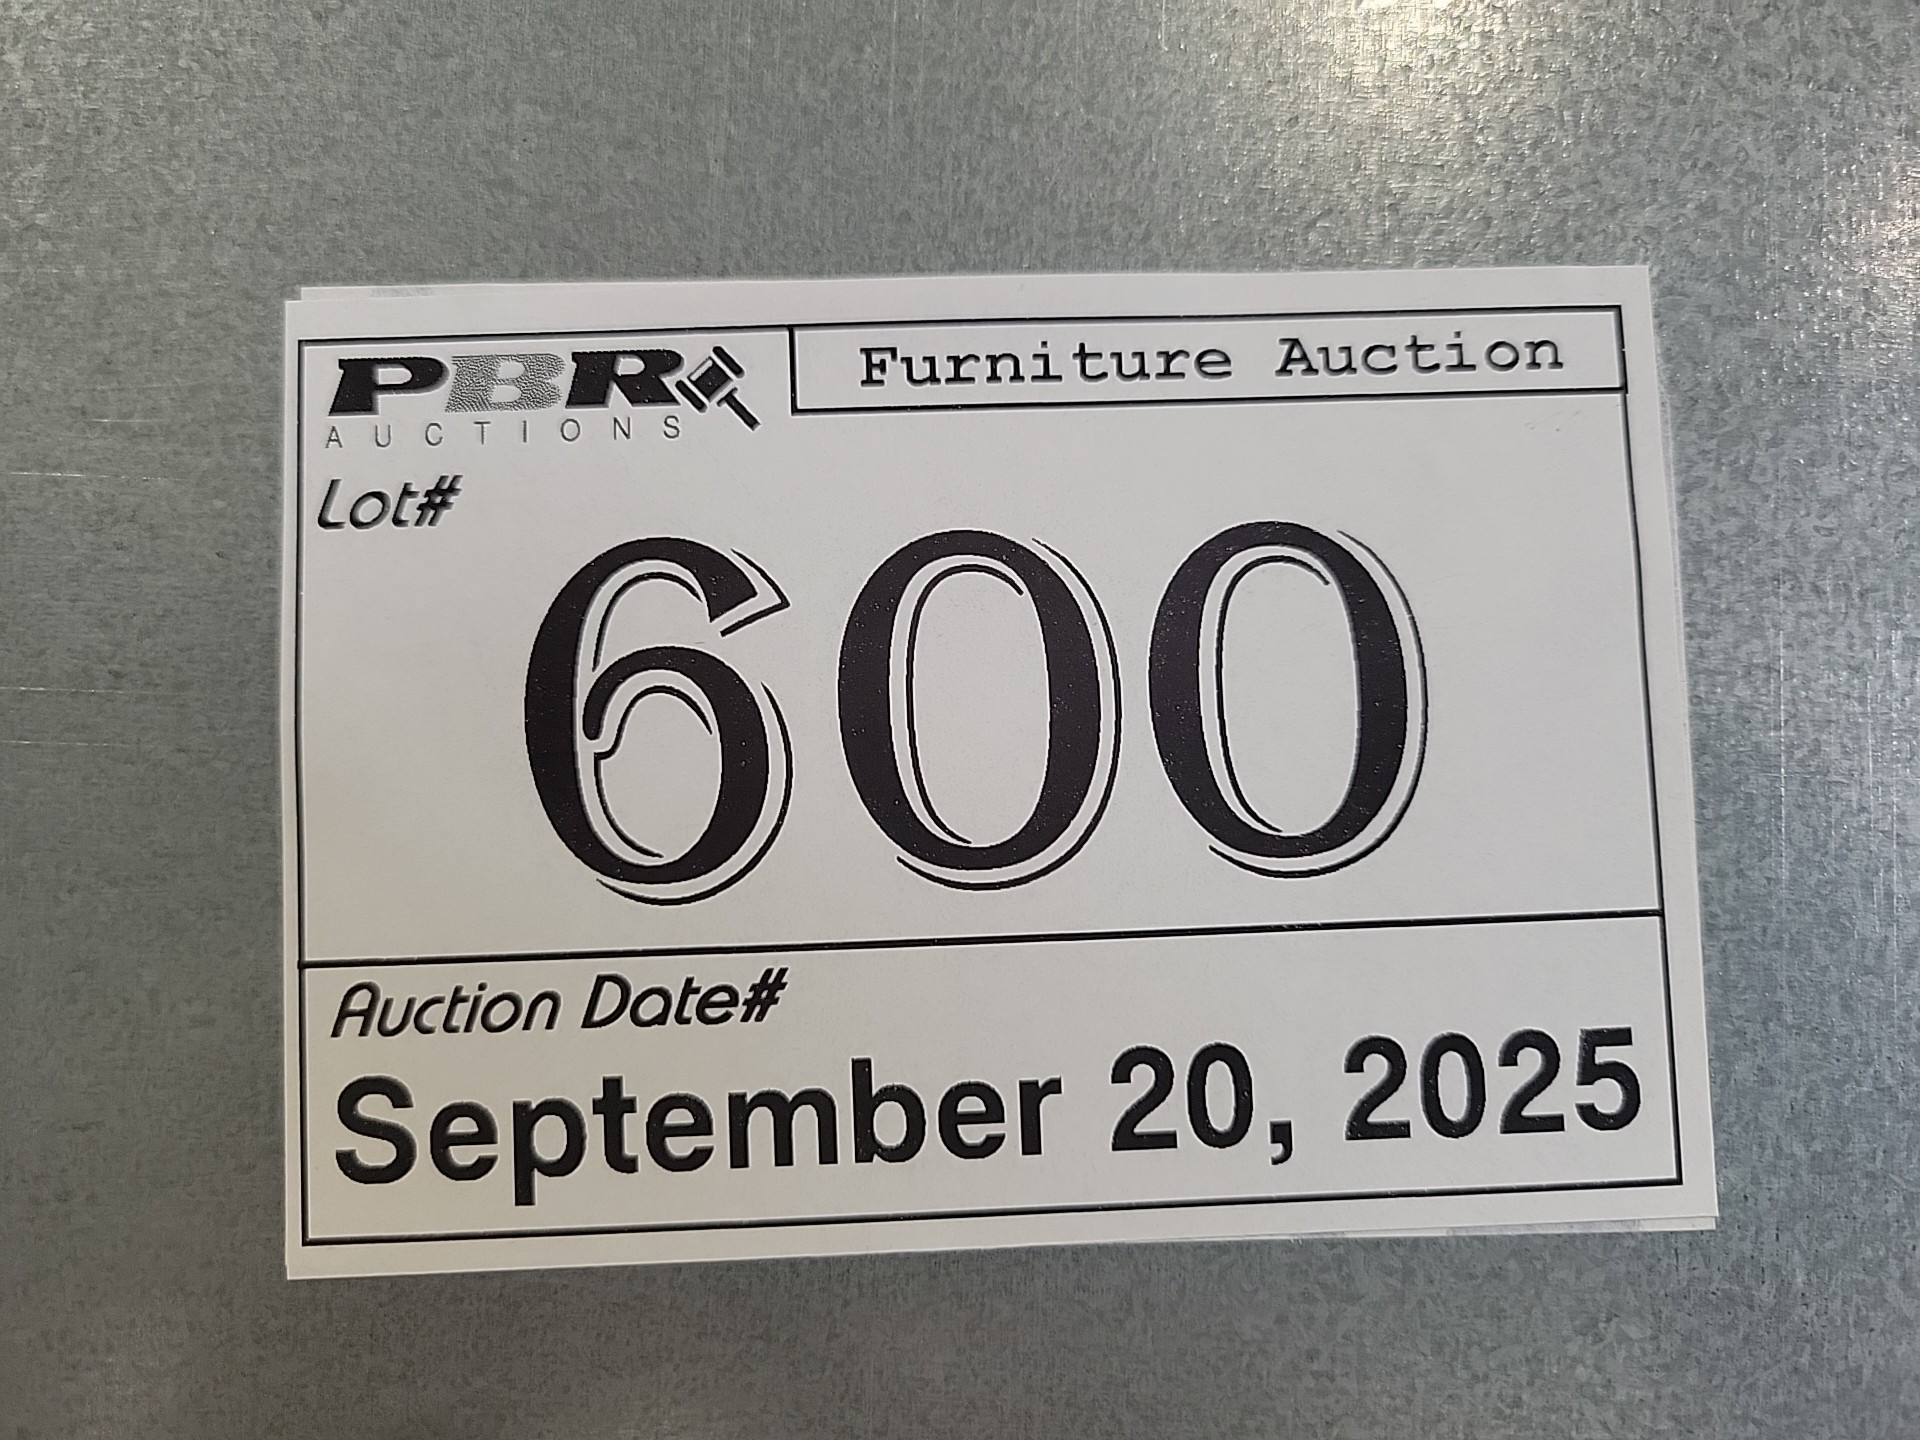 PBR
AUCTIONS
Furniture Auction
Lot#
600
Auction Date#
September 20, 2025